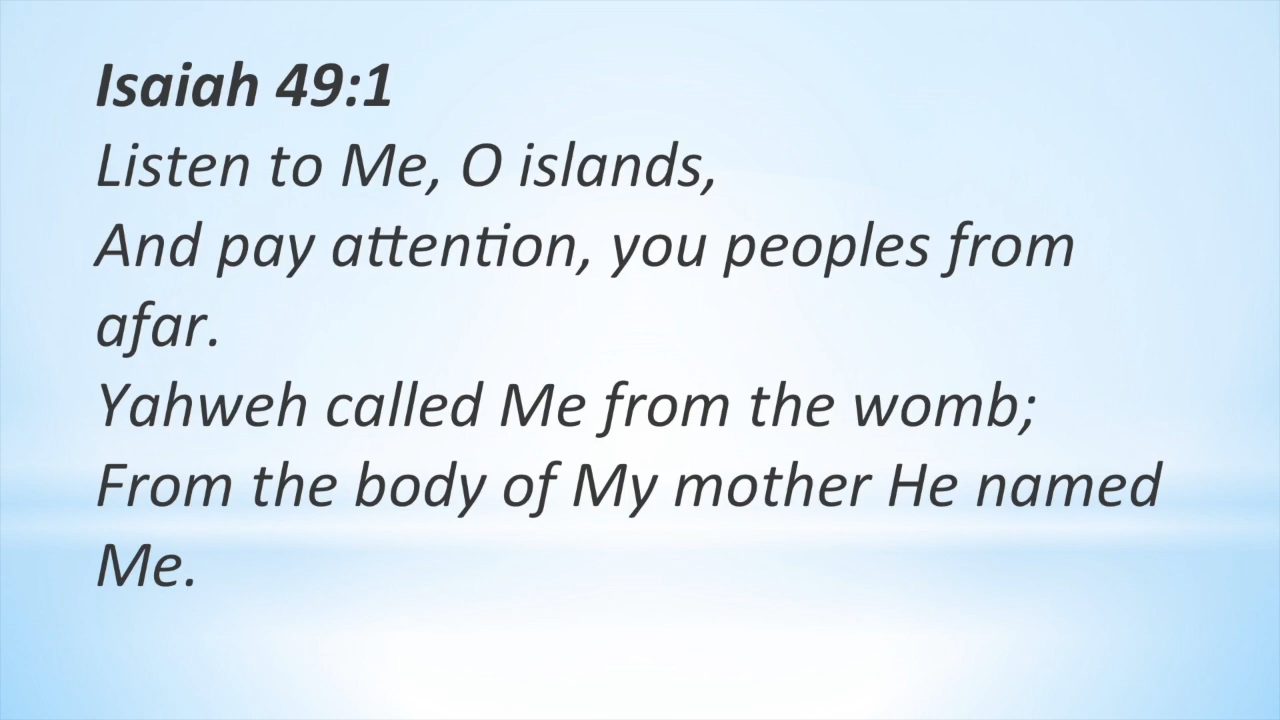 Isaiah 49:1
Listen to Me, O islands,
And pay attention, you peoples from
afar.
Yahweh called Me from the womb;
From the body of My mother He named
Me.